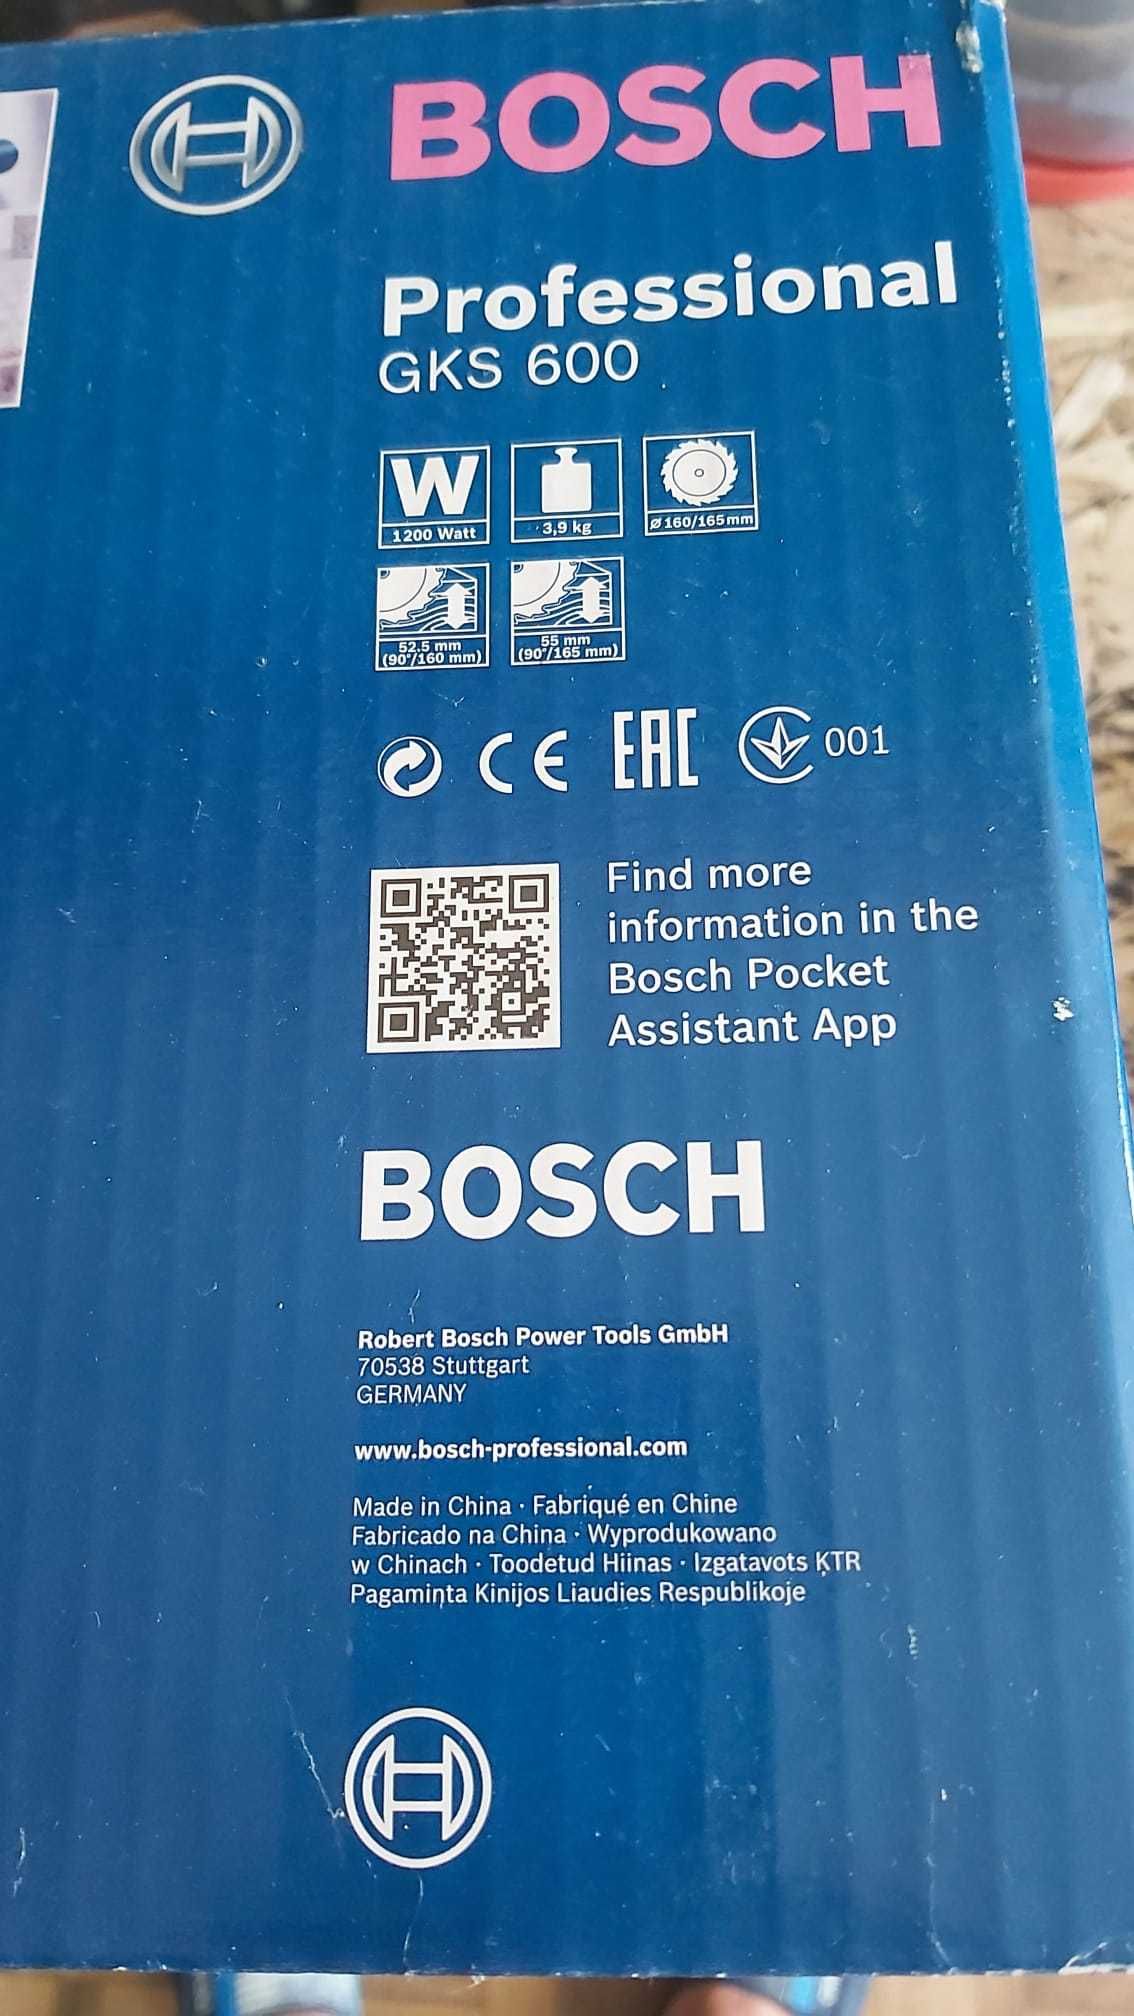 BOSCH
Professional
GKS 600
W
1200 Watt
3,9 kg
Ø 160/165mm
52.5 mm
(90°/160 mm)
55 mm
(90°/165 mm)
CE EAC 001
Find more
information in the
Bosch Pocket
Assistant App
BOSCH
Robert Bosch Power Tools GmbH
70538 Stuttgart
GERMANY
www.bosch-professional.com
Made in China · Fabriqué en Chine
Fabricado na China · Wyprodukowano
w Chinach · Toodetud Hiinas · Izgatavots ĶTR
Pagaminta Kinijos Liaudies Respublikoje